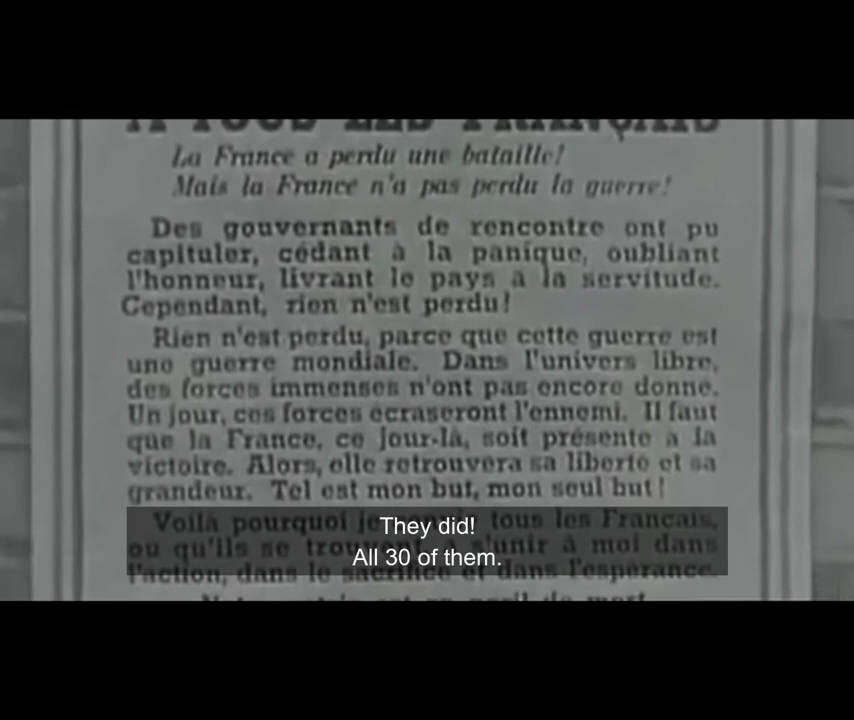 A TOUS LES FRANÇAIS
La France a perdu une bataille!
Mais la France n'a pas perdu la guerre!
Des gouvernants de rencontre ont pu
capituler, cédant à la panique, oubliant
l'honneur, livrant le pays à la servitude.
Cependant, rien n'est perdu!
Rien n'est perdu, parce que cette guerre est
une guerre mondiale. Dans l'univers libre,
des forces immenses n'ont pas encore donné.
Un jour, ces forces écraseront l'ennemi. Il faut
que la France, ce jour-là, soit présente à la
victoire. Alors, elle retrouvera sa liberté et sa
grandeur. Tel est mon but, mon seul but!
Voilà pourquoi je tous les Francais,
où qu'ils se à s'unir à moi dans
l'action, dans le sacrifice et dans l'espérance.
They did!
All 30 of them.